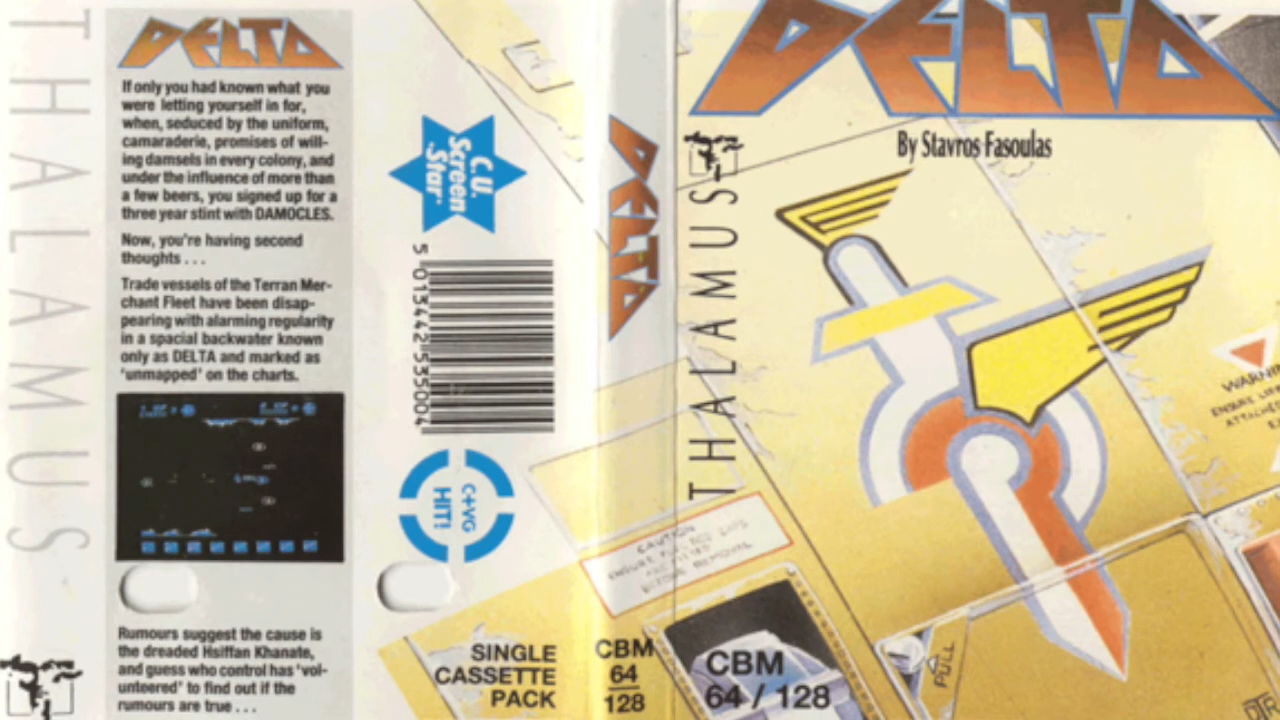 THALAMUS
DELTA
If only you had known what you
were letting yourself in for,
when, seduced by the uniform,
camaraderie, promises of will-
ing damsels in every colony, and
under the influence of more than
a few beers, you signed up for a
three year stint with DAMOCLES.
Now, you're having second
thoughts . . .
Trade vessels of the Terran Mer-
chant Fleet have been disap-
pearing with alarming regularity
in a spacial backwater known
only as DELTA and marked as
'unmapped' on the charts.
Rumours suggest the cause is
the dreaded Hsiffan Khanate,
and guess who control has 'vol-
unteered' to find out if the
rumours are true . . .
C.U.
Screen
Star.
5 013442 535004
C+VG
HIT!
SINGLE
CASSETTE
PACK
DELTA
CBM
64
128
DELTA
By Stavros Fasoulas
THALAMUS
CAUTION
ENSURE
BEFORE REMOVAL
CBM
64 / 128
PULL